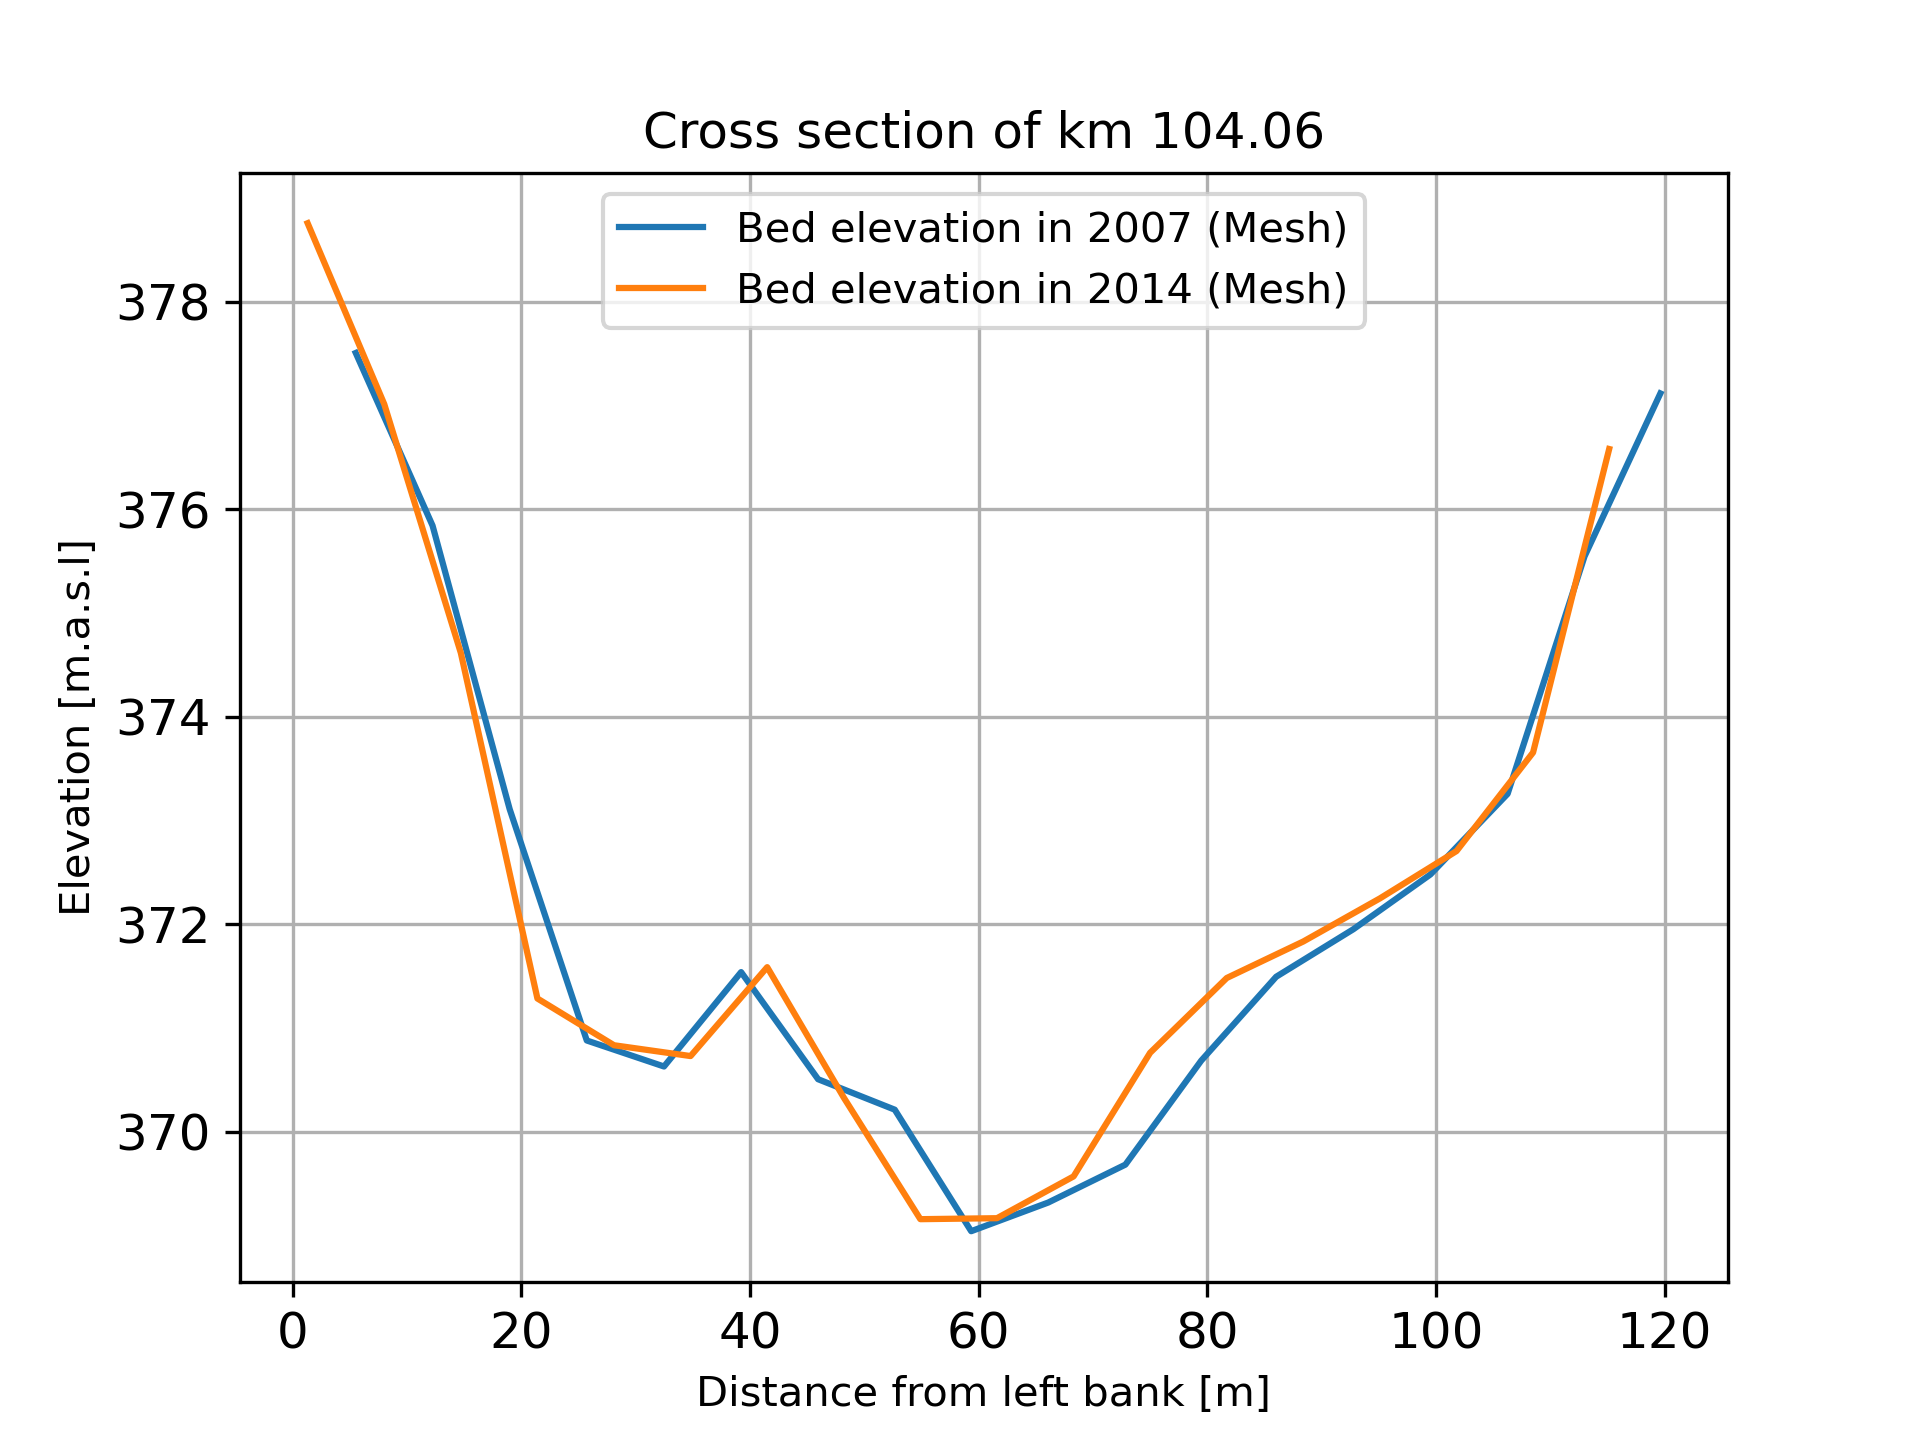 Cross section of km 104.06
Bed elevation in 2007 (Mesh)
Bed elevation in 2014 (Mesh)
378
376
374
372
370
Elevation [m.a.s.l]
0 20 40 60 80 100 120
Distance from left bank [m]